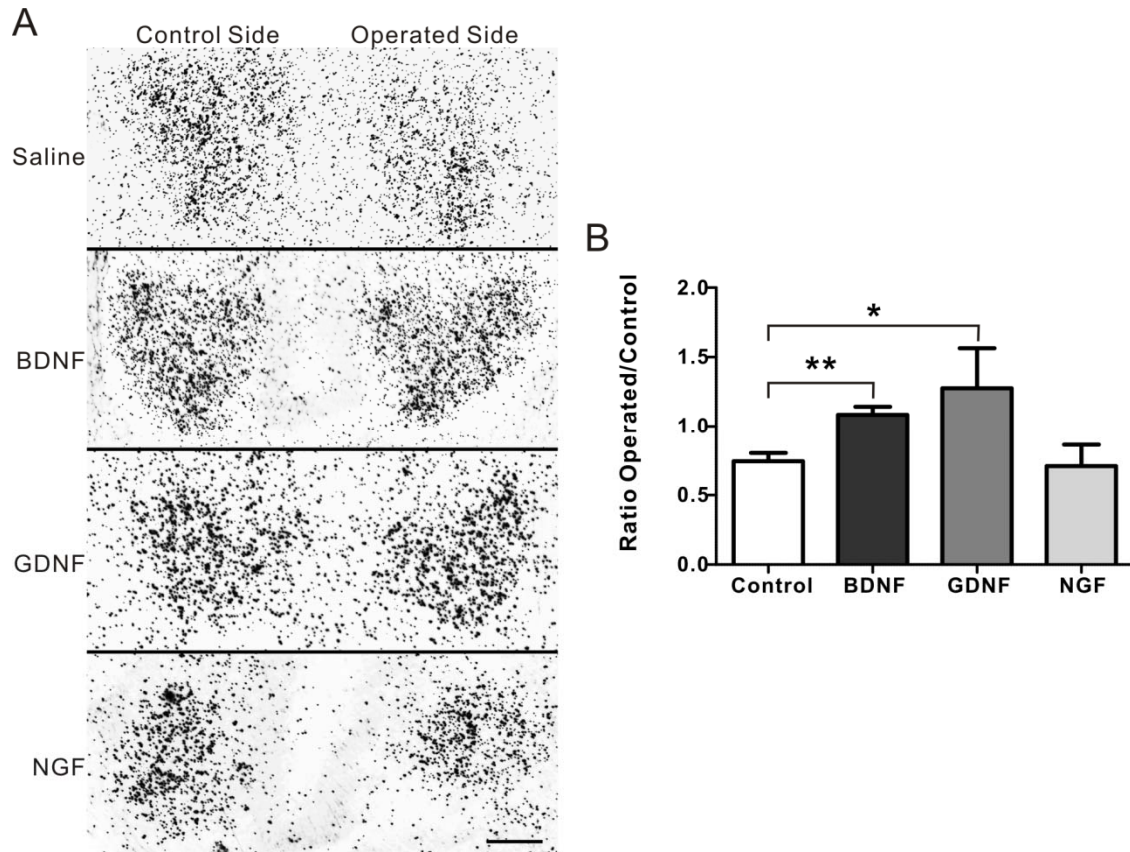 A
Control Side Operated Side
Saline
BDNF
GDNF
NGF
B
Ratio Operated/Control
2.0
1.5
1.0
0.5
0.0
*
**
Control BDNF GDNF NGF